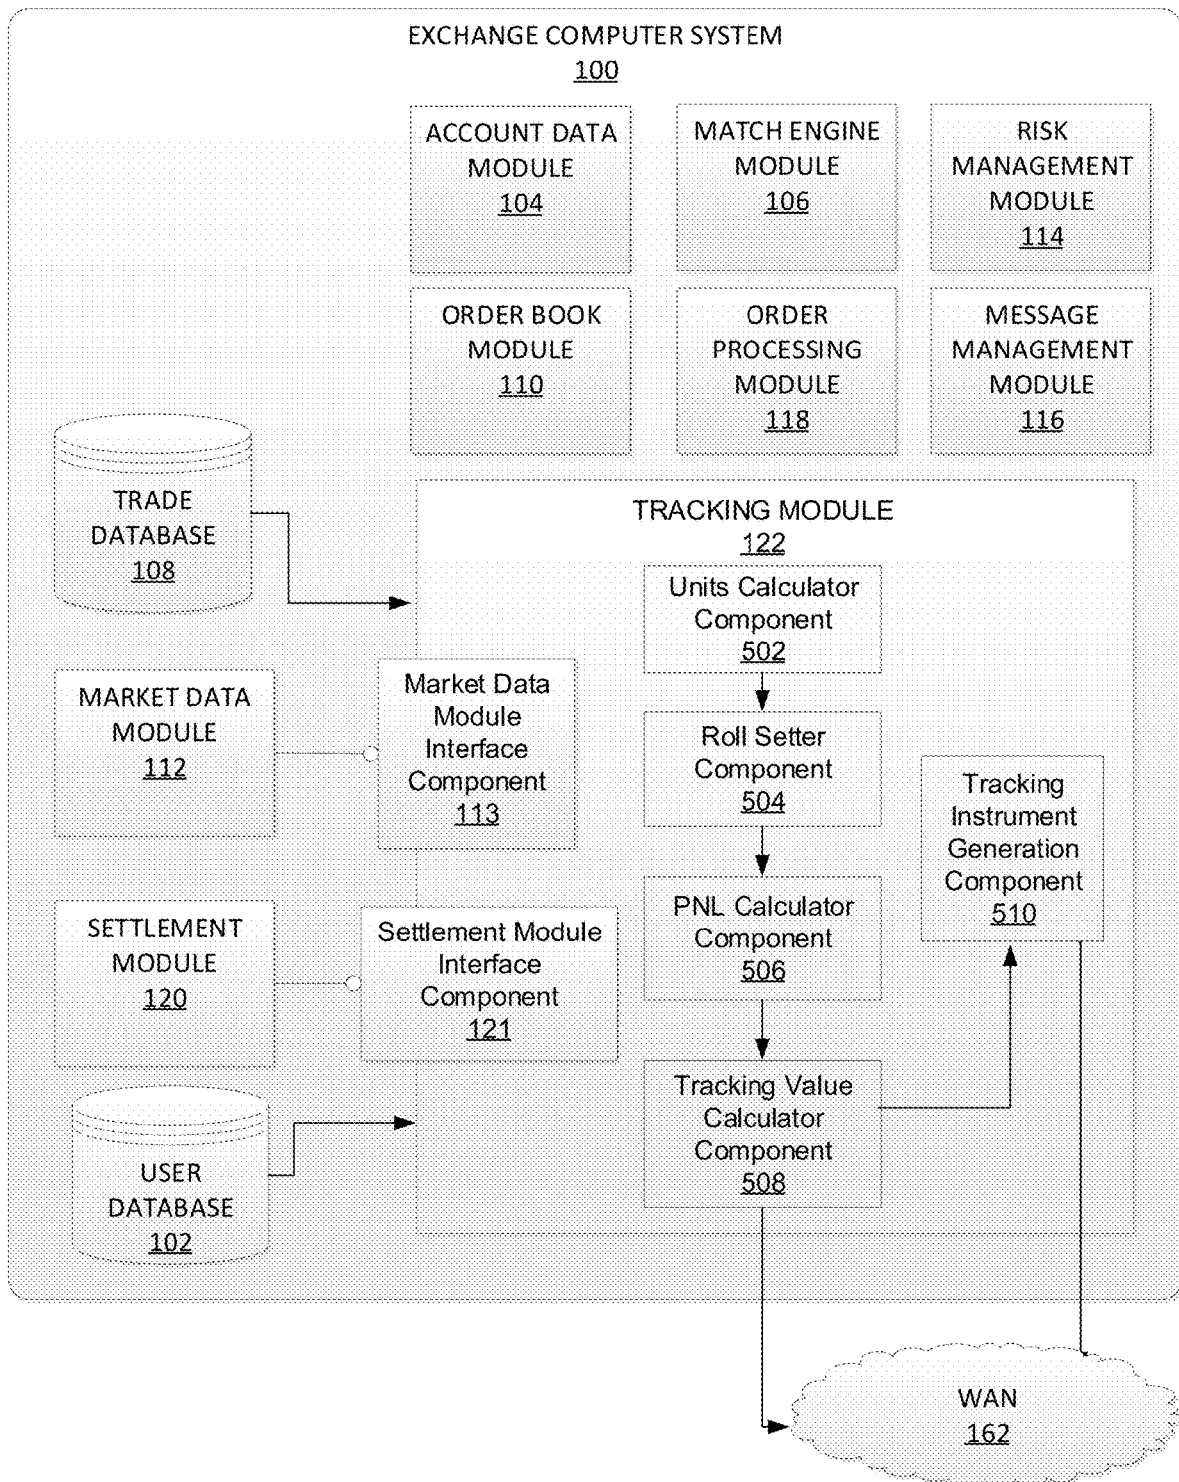 EXCHANGE COMPUTER SYSTEM
100
ACCOUNT DATA
MODULE
104
MATCH ENGINE
MODULE
106
RISK
MANAGEMENT
MODULE
114
ORDER BOOK
MODULE
110
ORDER
PROCESSING
MODULE
118
MESSAGE
MANAGEMENT
MODULE
116
TRADE
DATABASE
108
TRACKING MODULE
122
Units Calculator
Component
502
MARKET DATA
MODULE
112
Market Data
Module
Interface
Component
113
Roll Setter
Component
504
Tracking
Instrument
Generation
Component
510
SETTLEMENT
MODULE
120
Settlement Module
Interface
Component
121
PNL Calculator
Component
506
USER
DATABASE
102
Tracking Value
Calculator
Component
508
WAN
162